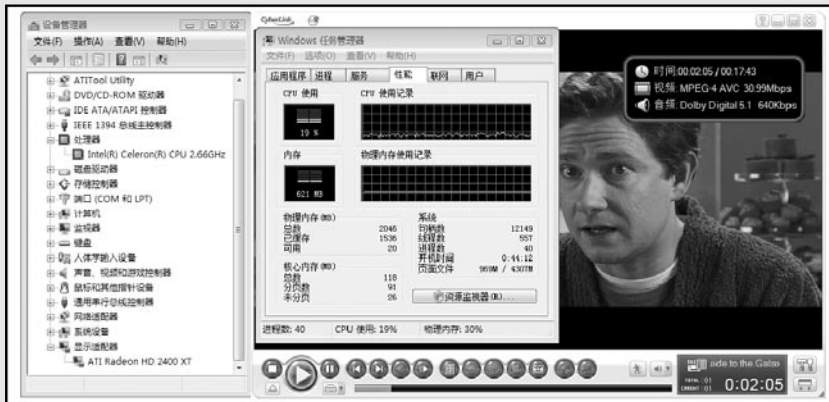 设备管理器
文件(F) 操作(A) 查看(V) 帮助(H)
ATITool Utility
DVD/CD-ROM 驱动器
IDE ATA/ATAPI 控制器
IEEE 1394 总线主控制器
处理器
Intel(R) Celeron(R) CPU 2.66GHz
磁盘驱动器
存储控制器
端口 (COM 和 LPT)
计算机
监视器
键盘
人体学输入设备
声音、视频和游戏控制器
鼠标和其他指针设备
通用串行总线控制器
网络适配器
系统设备
显示适配器
ATI Radeon HD 2400 XT
CyberLink
Windows 任务管理器
文件(F) 选项(O) 查看(V) 帮助(H)
应用程序 进程 服务 性能 联网 用户
CPU 使用 CPU 使用记录
19 %
内存 物理内存使用记录
621 MB
物理内存(MB)
总数 2046
已缓存 1536
可用 20
核心内存(MB)
总数 118
分页数 91
未分页 26
系统
句柄数 12149
线程数 557
进程数 40
开机时间 0:44:12
页面文件 969M / 4307M
资源监视器(R)...
进程数: 40 CPU 使用: 19% 物理内存: 30%
时间:00:02:05 / 00:17:43
视频: MPEG-4 AVC 30.99Mbps
音频: Dolby Digital 5.1 640Kbps
0:02:05